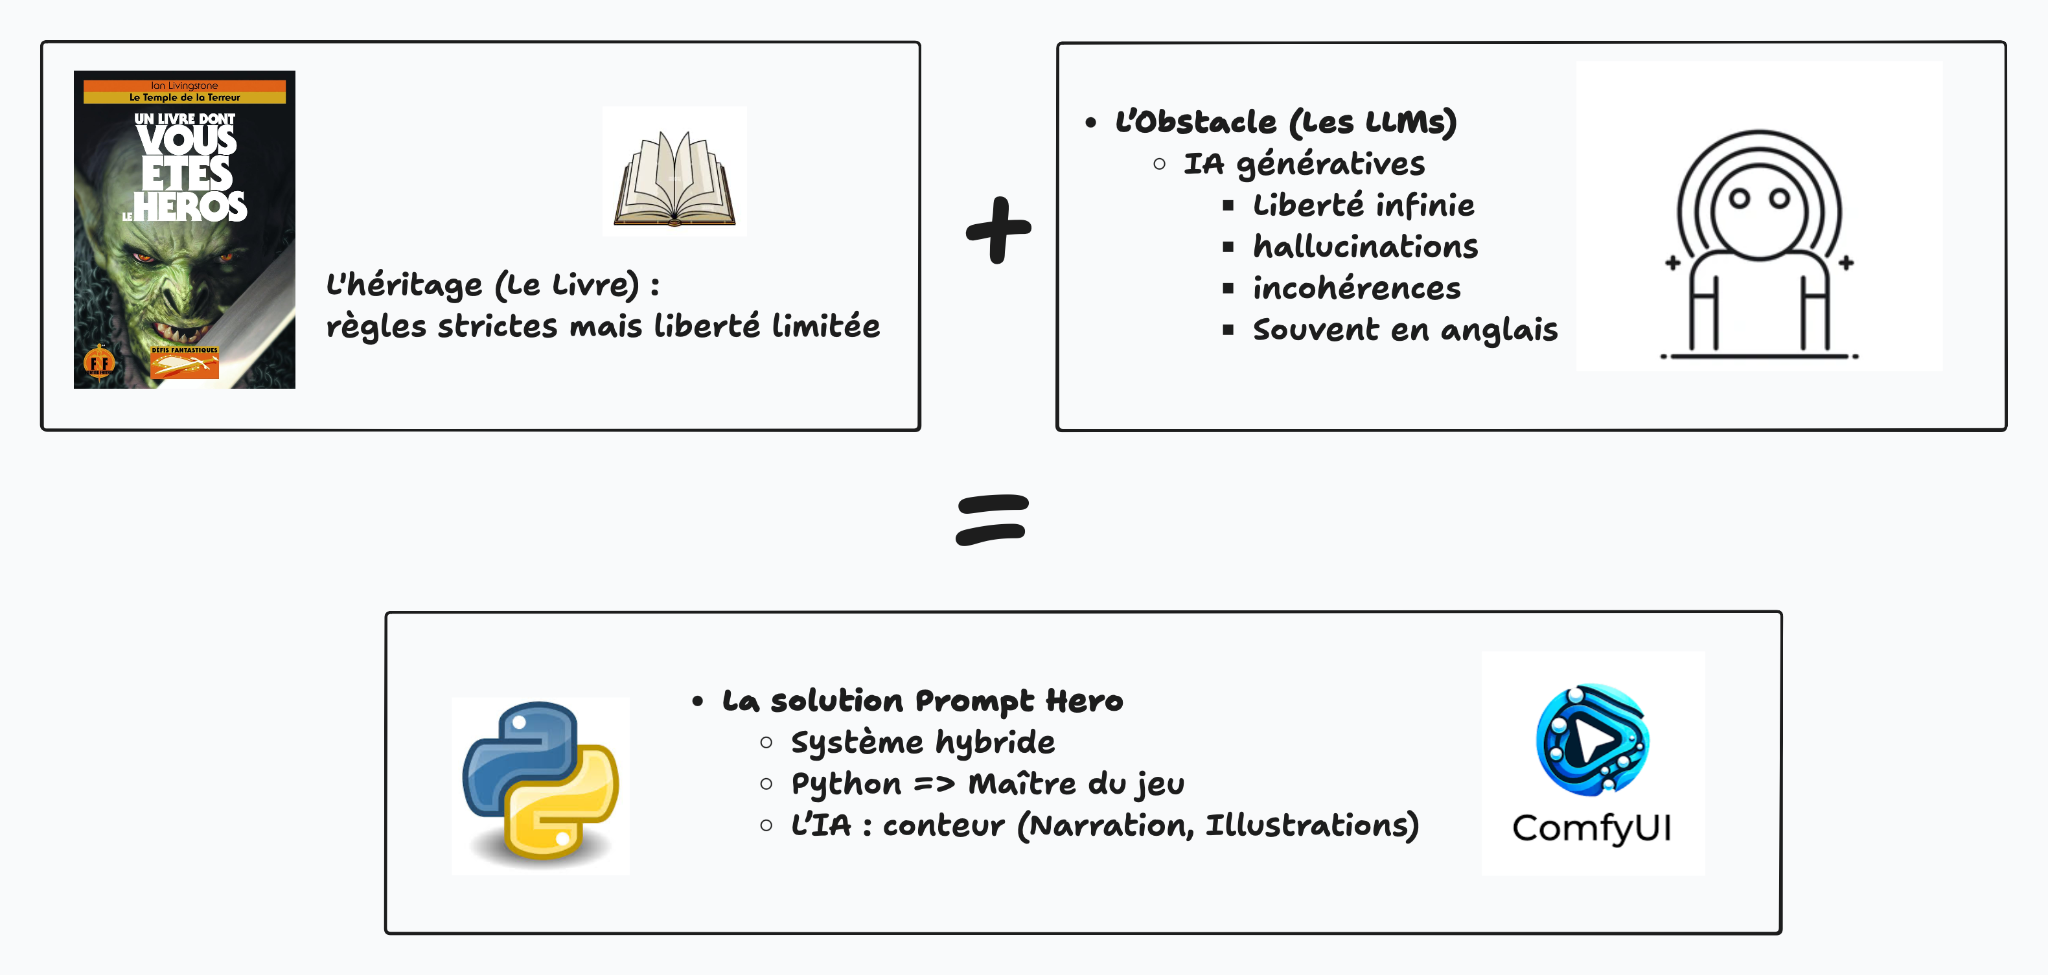 Ian Livingstone
Le Temple de la Terreur
UN LIVRE DONT
VOUS
ETES
LE HEROS
DÉFIS FANTASTIQUES
F F
L'héritage (Le Livre) :
règles strictes mais liberté limitée
+
• L'Obstacle (Les LLMs)
○ IA génératives
▪ Liberté infinie
▪ hallucinations
▪ incohérences
▪ Souvent en anglais
=
• La solution Prompt Hero
○ Système hybride
○ Python => Maître du jeu
○ L'IA : conteur (Narration, Illustrations)
ComfyUI